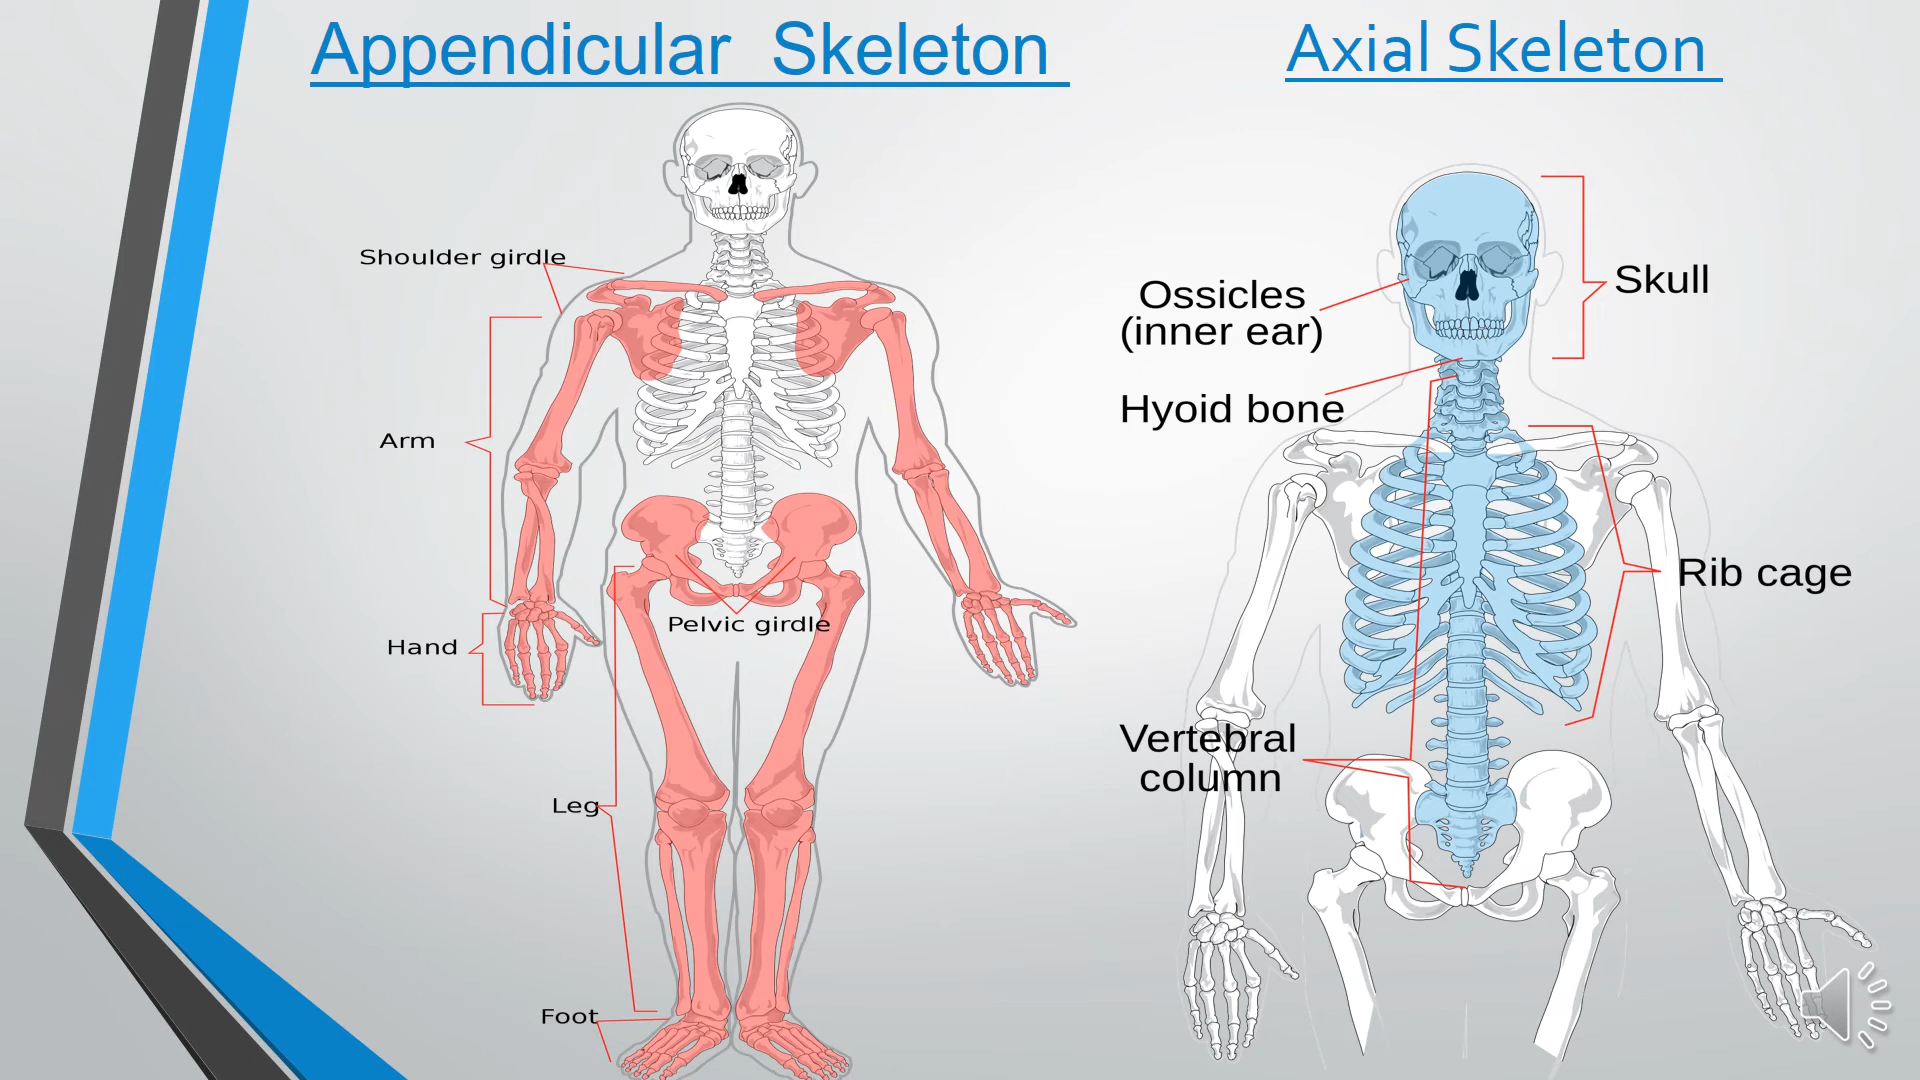 Appendicular Skeleton
Shoulder girdle
Arm
Hand
Pelvic girdle
Leg
Foot
Axial Skeleton
Skull
Ossicles
(inner ear)
Hyoid bone
Rib cage
Vertebral
column